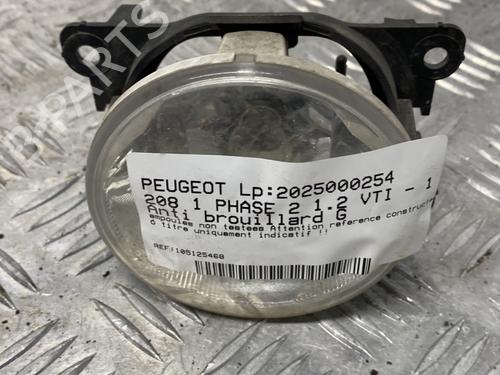 B PARTS
PEUGEOT Lp:2025000254
208 1 PHASE 2 1.2 VTI - 1
Anti brouillard G
ampoules non testees Attention reference construct
à titre uniquement indicatif !!
REF:105125468